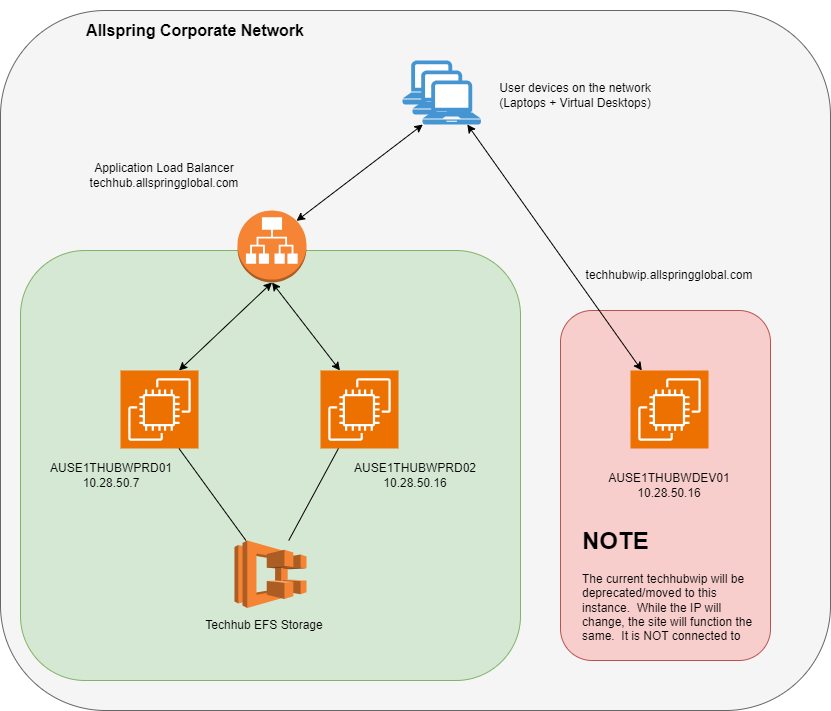 Allspring Corporate Network
User devices on the network
(Laptops + Virtual Desktops)
Application Load Balancer
techhub.allspringglobal.com
techhubwip.allspringglobal.com
AUSE1THUBWPRD01
10.28.50.7
AUSE1THUBWPRD02
10.28.50.16
AUSE1THUBWDEV01
10.28.50.16
Techhub EFS Storage
NOTE
The current techhubwip will be
deprecated/moved to this
instance.  While the IP will
change, the site will function the
same.  It is NOT connected to